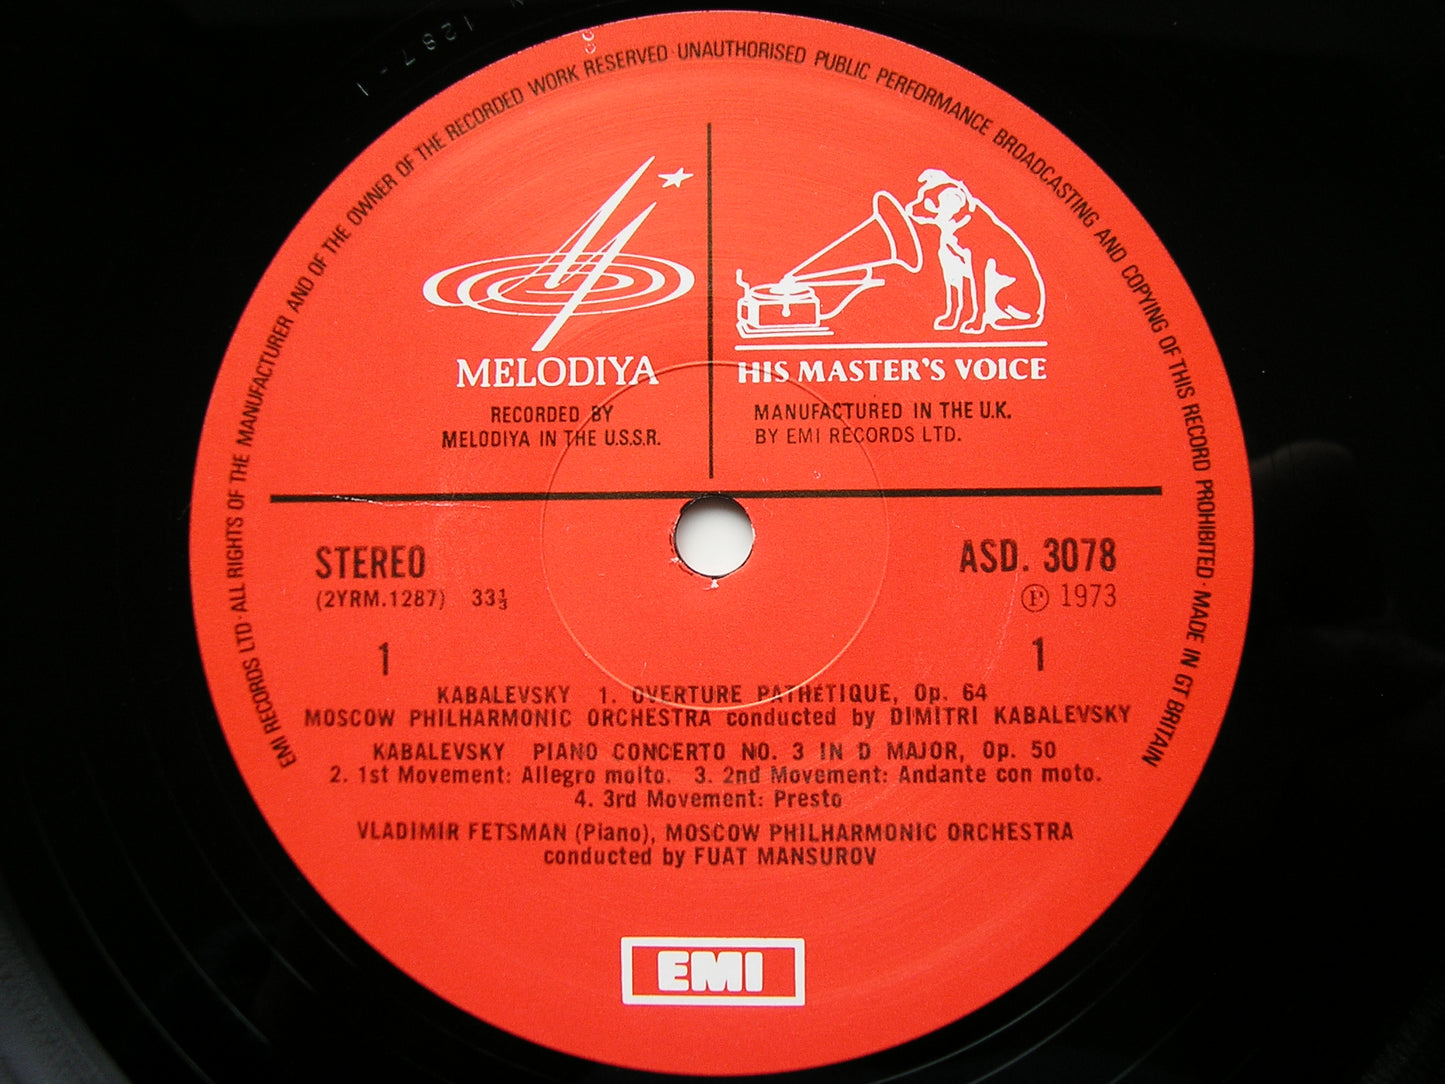 N 1287-1
EMI RECORDS LTD · ALL RIGHTS OF THE MANUFACTURER AND OF THE OWNER OF THE RECORDED WORK RESERVED · UNAUTHORISED PUBLIC PERFORMANCE BROADCASTING AND COPYING OF THIS RECORD PROHIBITED · MADE IN GT BRITAIN
MELODIYA
RECORDED BY
MELODIYA IN THE U.S.S.R.
HIS MASTER'S VOICE
MANUFACTURED IN THE U.K.
BY EMI RECORDS LTD.
STEREO
(2YRM.1287) 33⅓
ASD. 3078
Ⓟ 1973
1
1
KABALEVSKY 1. OVERTURE PATHéTIQUE, Op. 64
MOSCOW PHILHARMONIC ORCHESTRA conducted by DIMITRI KABALEVSKY
KABALEVSKY PIANO CONCERTO NO. 3 IN D MAJOR, Op. 50
2. 1st Movement: Allegro molto. 3. 2nd Movement: Andante con moto.
4. 3rd Movement: Presto
VLADIMIR FETSMAN (Piano), MOSCOW PHILHARMONIC ORCHESTRA
conducted by FUAT MANSUROV
EMI